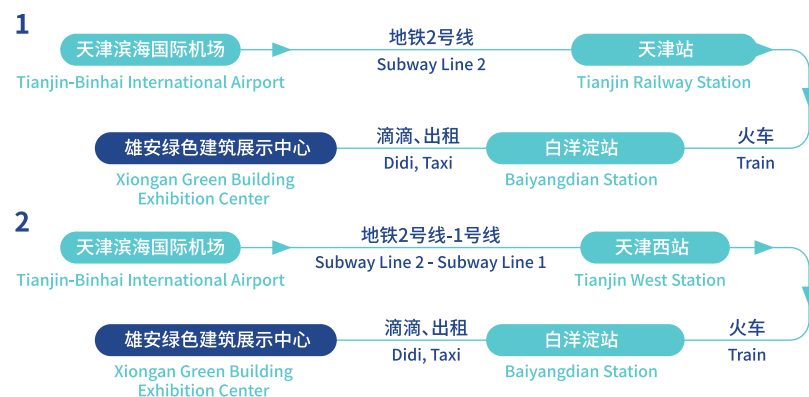 1
天津滨海国际机场
地铁2号线
天津站
Tianjin-Binhai International Airport
Subway Line 2
Tianjin Railway Station
雄安绿色建筑展示中心
滴滴、出租
白洋淀站
火车
Xiongan Green Building
Exhibition Center
Didi, Taxi
Baiyangdian Station
Train
2
天津滨海国际机场
地铁2号线-1号线
天津西站
Tianjin-Binhai International Airport
Subway Line 2 - Subway Line 1
Tianjin West Station
雄安绿色建筑展示中心
滴滴、出租
白洋淀站
火车
Xiongan Green Building
Exhibition Center
Didi, Taxi
Baiyangdian Station
Train